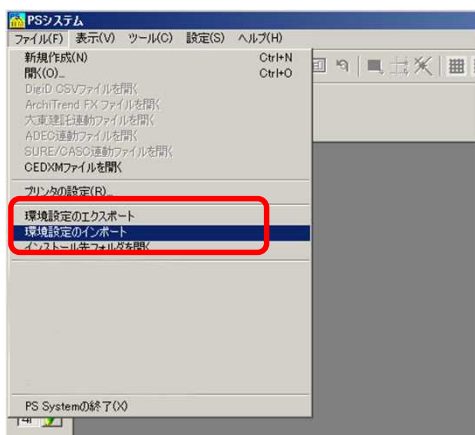 PSシステム
ファイル(F) 表示(V) ツール(C) 設定(S) ヘルプ(H)
新規作成(N) Ctrl+N
開く(O)... Ctrl+O
DigiD CSVファイルを開く
ArchiTrend FX ファイルを開く
大東建託連動ファイルを開く
ADEC連動ファイルを開く
SURE/CASC連動ファイルを開く
CEDXMファイルを開く
プリンタの設定(R)...
環境設定のエクスポート
環境設定のインポート
インストール先フォルダを開く
PS Systemの終了(X)